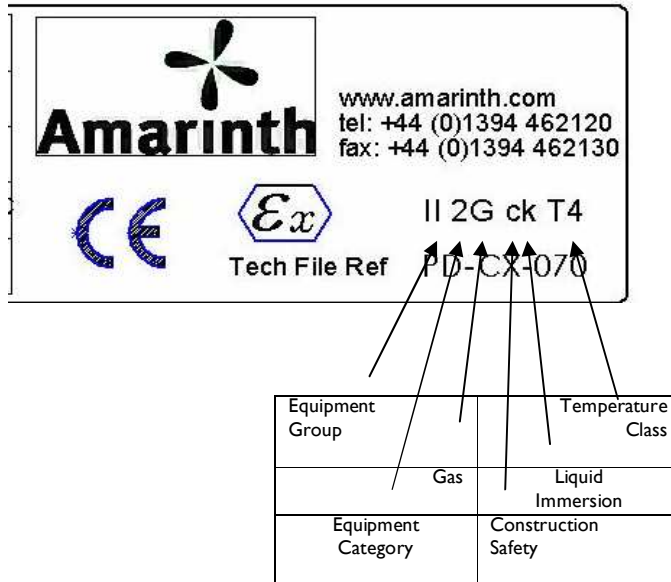 Amarinth
www.amarinth.com
tel: +44 (0)1394 462120
fax: +44 (0)1394 462130
CE
Ex
II 2G ck T4
Tech File Ref
PD-CX-070
Equipment
Group
Temperature
Class
Gas
Liquid
Immersion
Equipment
Category
Construction
Safety